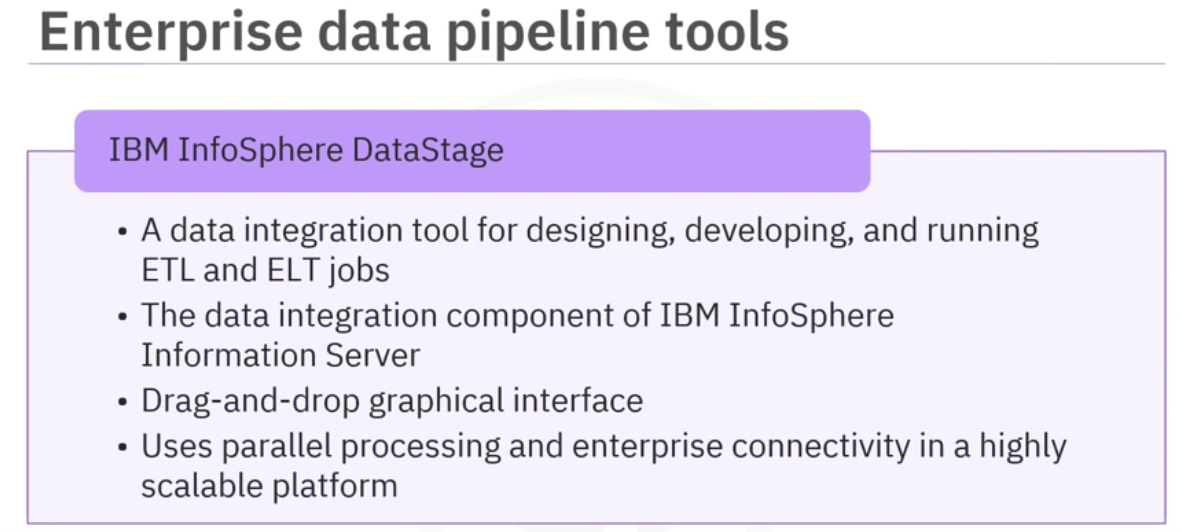 Enterprise data pipeline tools
IBM InfoSphere DataStage
• A data integration tool for designing, developing, and running
ETL and ELT jobs
• The data integration component of IBM InfoSphere
Information Server
• Drag-and-drop graphical interface
• Uses parallel processing and enterprise connectivity in a highly
scalable platform